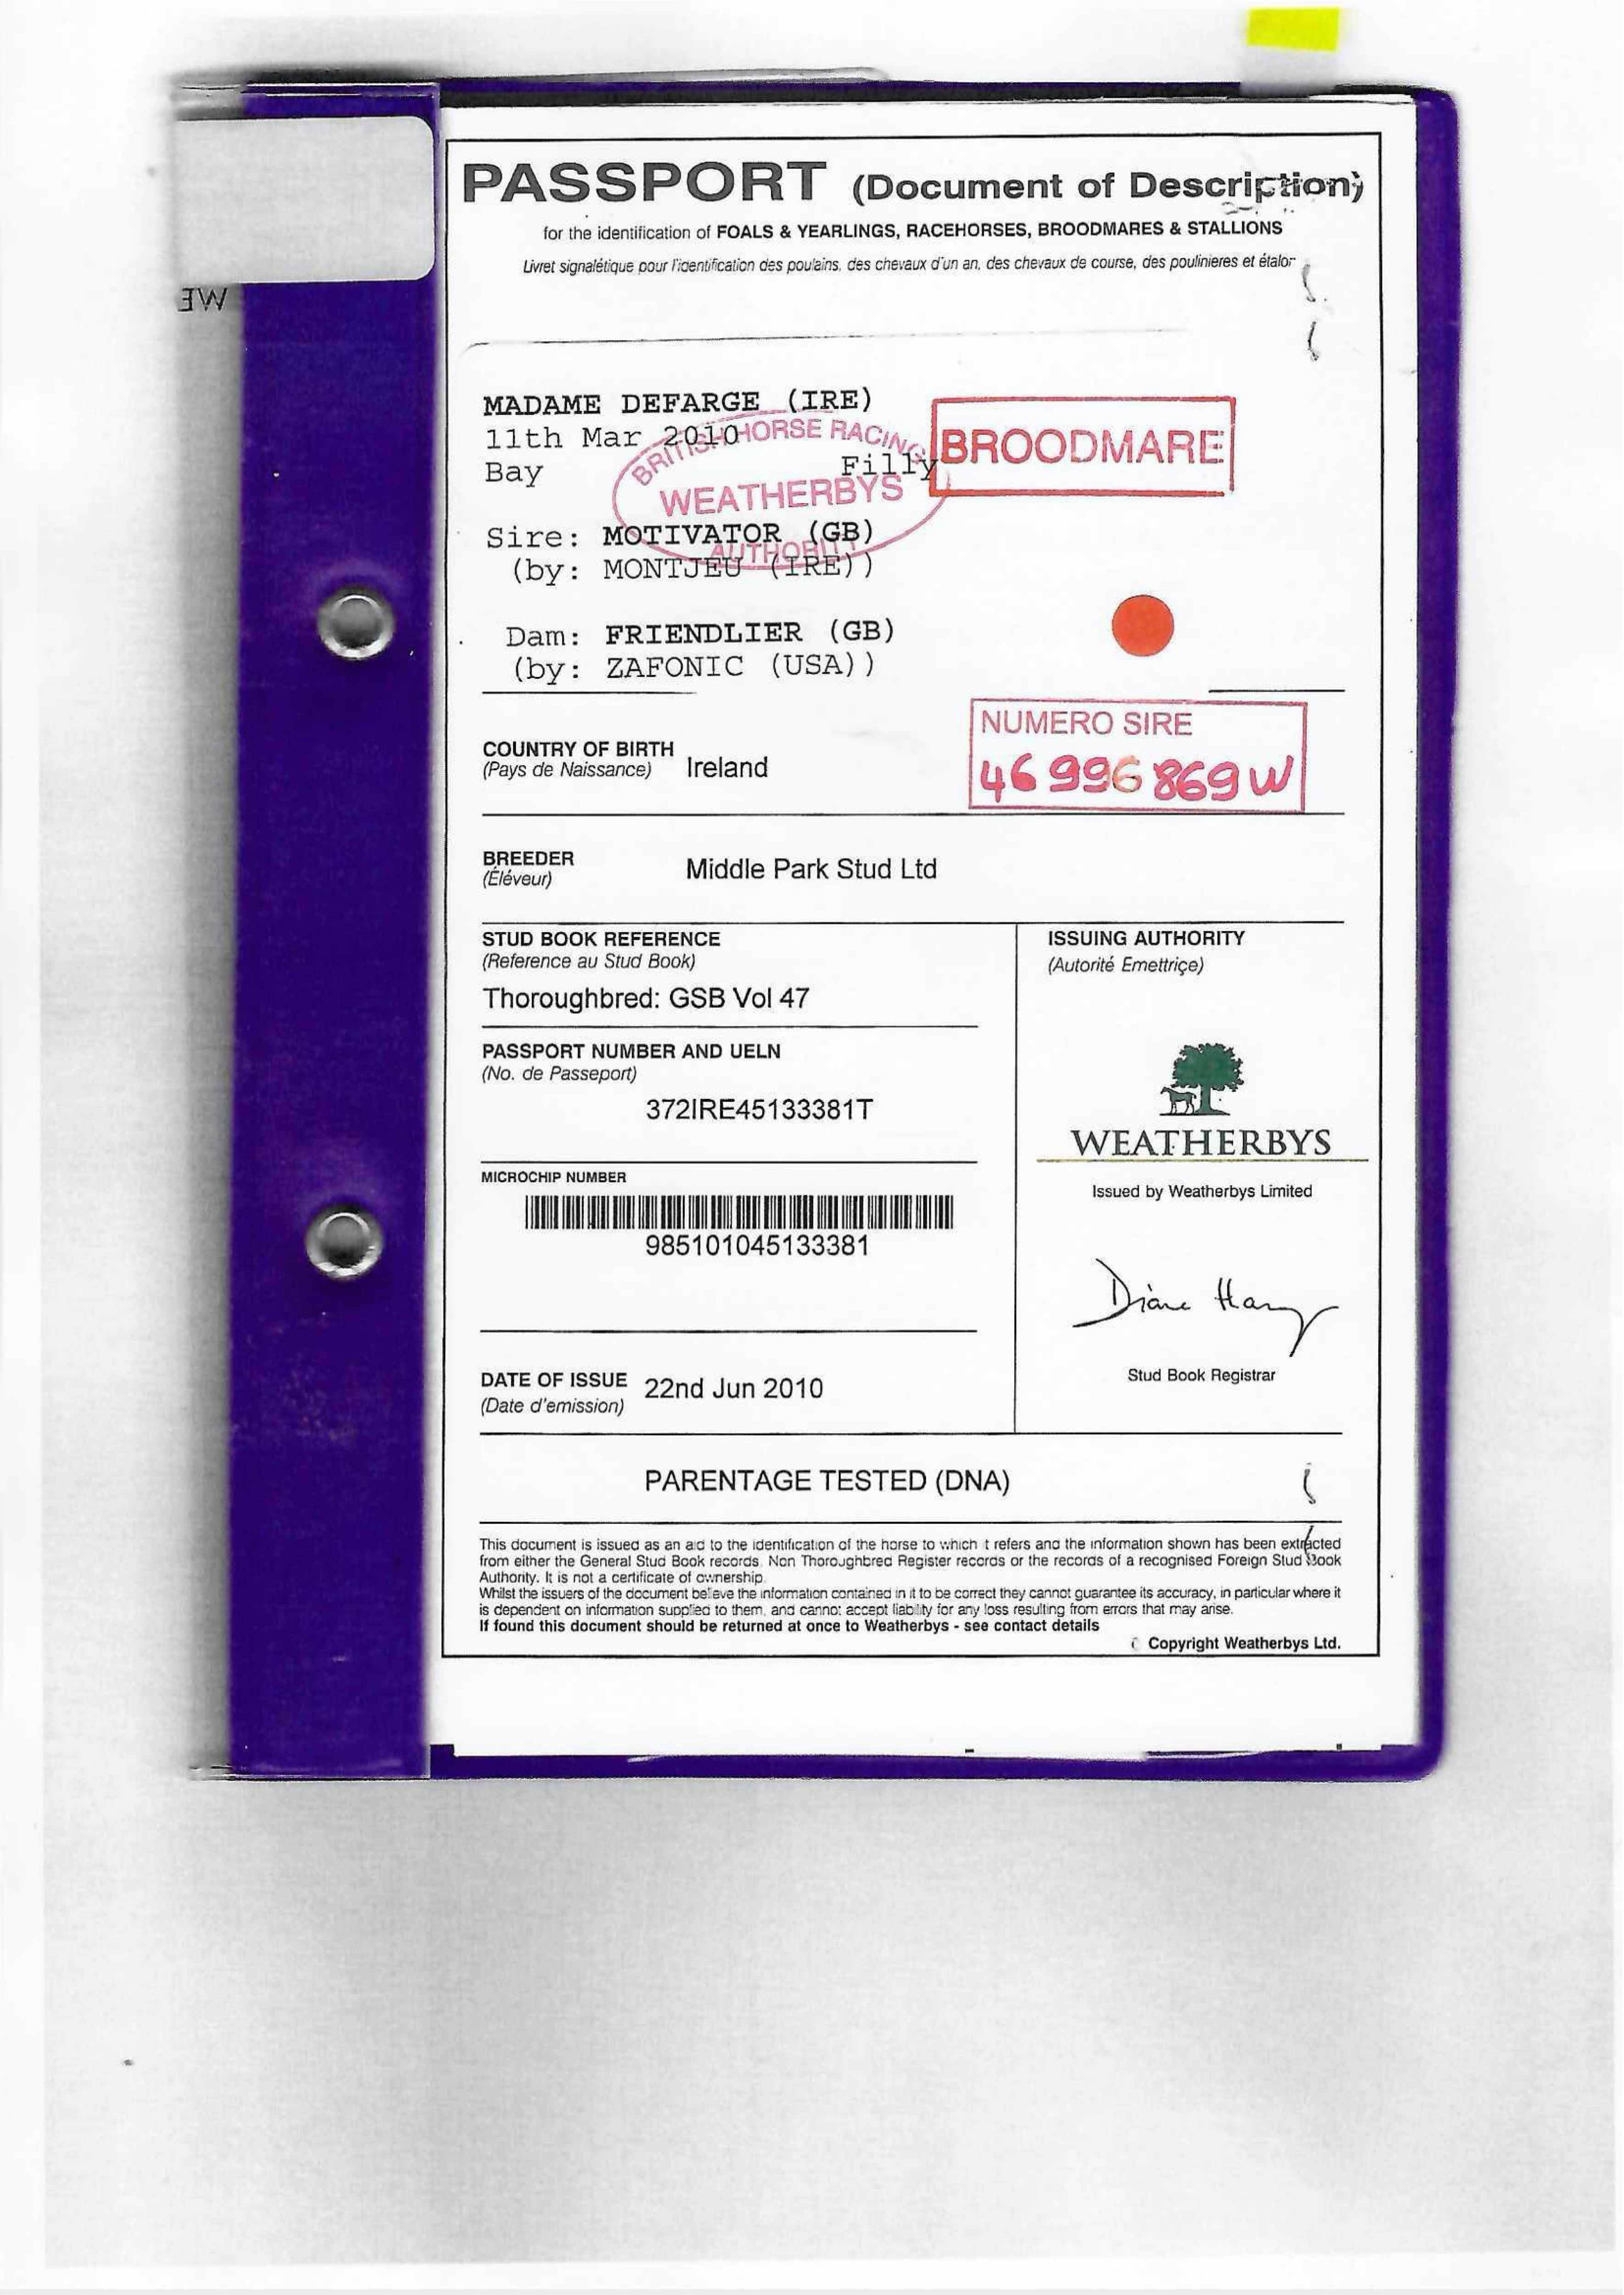 PASSPORT (Document of Description)
for the identification of FOALS & YEARLINGS, RACEHORSES, BROODMARES & STALLIONS
Livret signalétique pour l'identification des poulains, des chevaux d'un an, des chevaux de course, des poulinieres et étalon
WE
MADAME DEFARGE (IRE)
11th Mar 2010
Bay Filly
BRITISH HORSE RACING
WEATHERBYS
AUTHORITY
BROODMARE
Sire: MOTIVATOR (GB)
(by: MONTJEU (IRE))
Dam: FRIENDLIER (GB)
(by: ZAFONIC (USA))
NUMERO SIRE
46 996 869 W
COUNTRY OF BIRTH
(Pays de Naissance) Ireland
BREEDER
(Éléveur) Middle Park Stud Ltd
STUD BOOK REFERENCE
(Reference au Stud Book)
Thoroughbred: GSB Vol 47
PASSPORT NUMBER AND UELN
(No. de Passeport)
372IRE45133381T
MICROCHIP NUMBER
985101045133381
DATE OF ISSUE 22nd Jun 2010
(Date d'emission)
ISSUING AUTHORITY
(Autorité Emettriçe)
WEATHERBYS
Issued by Weatherbys Limited
Diane
Stud Book Registrar
PARENTAGE TESTED (DNA)
This document is issued as an aid to the identification of the horse to which it refers and the information shown has been extracted
from either the General Stud Book records, Non Thoroughbred Register records or the records of a recognised Foreign Stud Book
Authority. It is not a certificate of ownership.
Whilst the issuers of the document believe the information contained in it to be correct they cannot guarantee its accuracy, in particular where it
is dependent on information supplied to them, and cannot accept liability for any loss resulting from errors that may arise.
If found this document should be returned at once to Weatherbys - see contact details
Copyright Weatherbys Ltd.